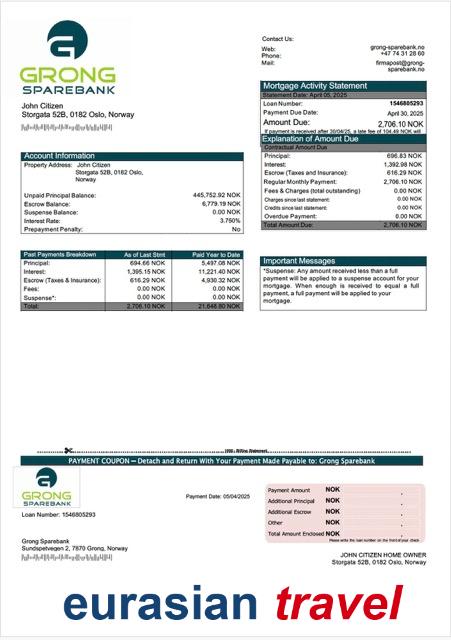 GRONG
SPAREBANK
Contact Us:
Web: grong-sparebank.no
Phone: +47 74 31 28 60
Mail: firmapost@grong-sparebank.no
John Citizen
Storgata 52B, 0182 Oslo, Norway
Mortgage Activity Statement
Statement Date: April 05, 2025
Loan Number: 1546805293
Payment Due Date: April 30, 2025
Amount Due: 2,706.10 NOK
If payment is received after 30/04/25, a late fee of 104.49 NOK will
Explanation of Amount Due
Contractual Amount Due
Principal: 696.83 NOK
Interest: 1,392.98 NOK
Escrow (Taxes and Insurance): 616.29 NOK
Regular Monthly Payment: 2,706.10 NOK
Fees & Charges (total outstanding) 0.00 NOK
Charges since last statement: 0.00 NOK
Credits since last statement: 0.00 NOK
Overdue Payment: 0.00 NOK
Total Amount Due: 2,706.10 NOK
Account Information
Property Address: John Citizen
Storgata 52B, 0182 Oslo,
Norway
Unpaid Principal Balance: 445,752.92 NOK
Escrow Balance: 6,779.19 NOK
Suspense Balance: 0.00 NOK
Interest Rate: 3.750%
Prepayment Penalty: No
Past Payments Breakdown As of Last Stmt Paid Year to Date
Principal: 694.66 NOK 5,497.08 NOK
Interest: 1,395.15 NOK 11,221.40 NOK
Escrow (Taxes & Insurance): 616.29 NOK 4,930.32 NOK
Fees: 0.00 NOK 0.00 NOK
Suspense*: 0.00 NOK 0.00 NOK
Total: 2,706.10 NOK 21,648.80 NOK
Important Messages
*Suspense: Any amount received less than a full
payment will be applied to a suspense account for your
mortgage. When enough is received to equal a full
payment, a full payment will be applied to your
mortgage.
PAYMENT COUPON — Detach and Return With Your Payment Made Payable to: Grong Sparebank
GRONG
SPAREBANK
Loan Number: 1546805293
Payment Date: 05/04/2025
Payment Amount NOK ,
Additional Principal NOK ,
Additional Escrow NOK ,
Other NOK ,
Total Amount Enclosed NOK ,
Please write the loan number on the front of your check
Grong Sparebank
Sundspetvegen 2, 7870 Grong, Norway
JOHN CITIZEN HOME OWNER
Storgata 52B, 0182 Oslo, Norway
eurasian travel